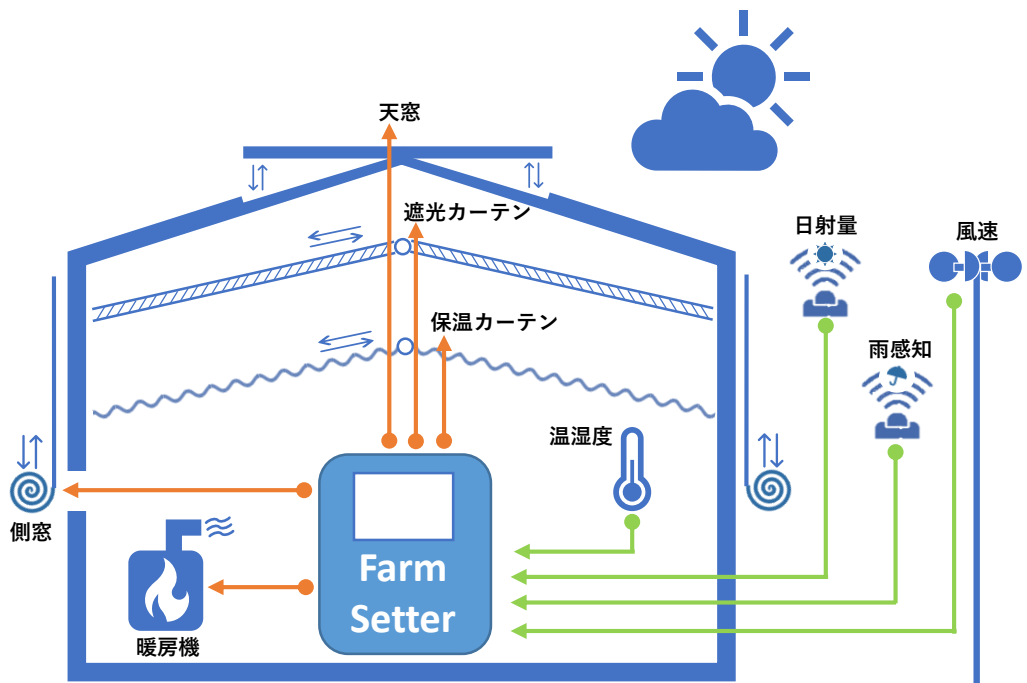 天窓
遮光カーテン
日射量
風速
保温カーテン
雨感知
温湿度
側窓
Farm
Setter
暖房機